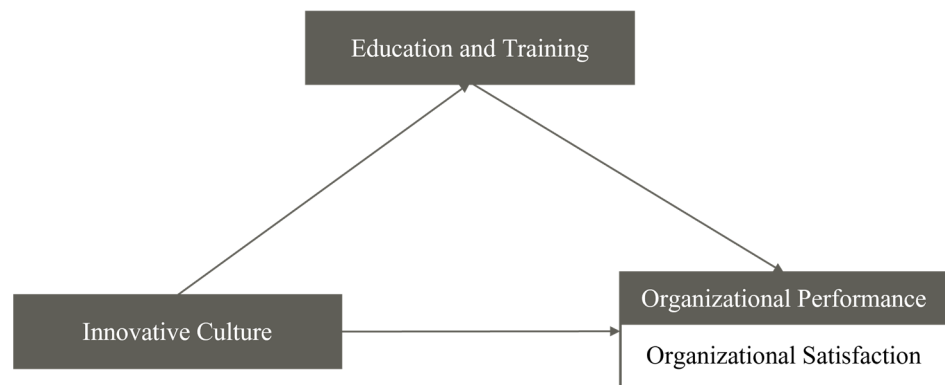 Education and Training
Innovative Culture
Organizational Performance
Organizational Satisfaction